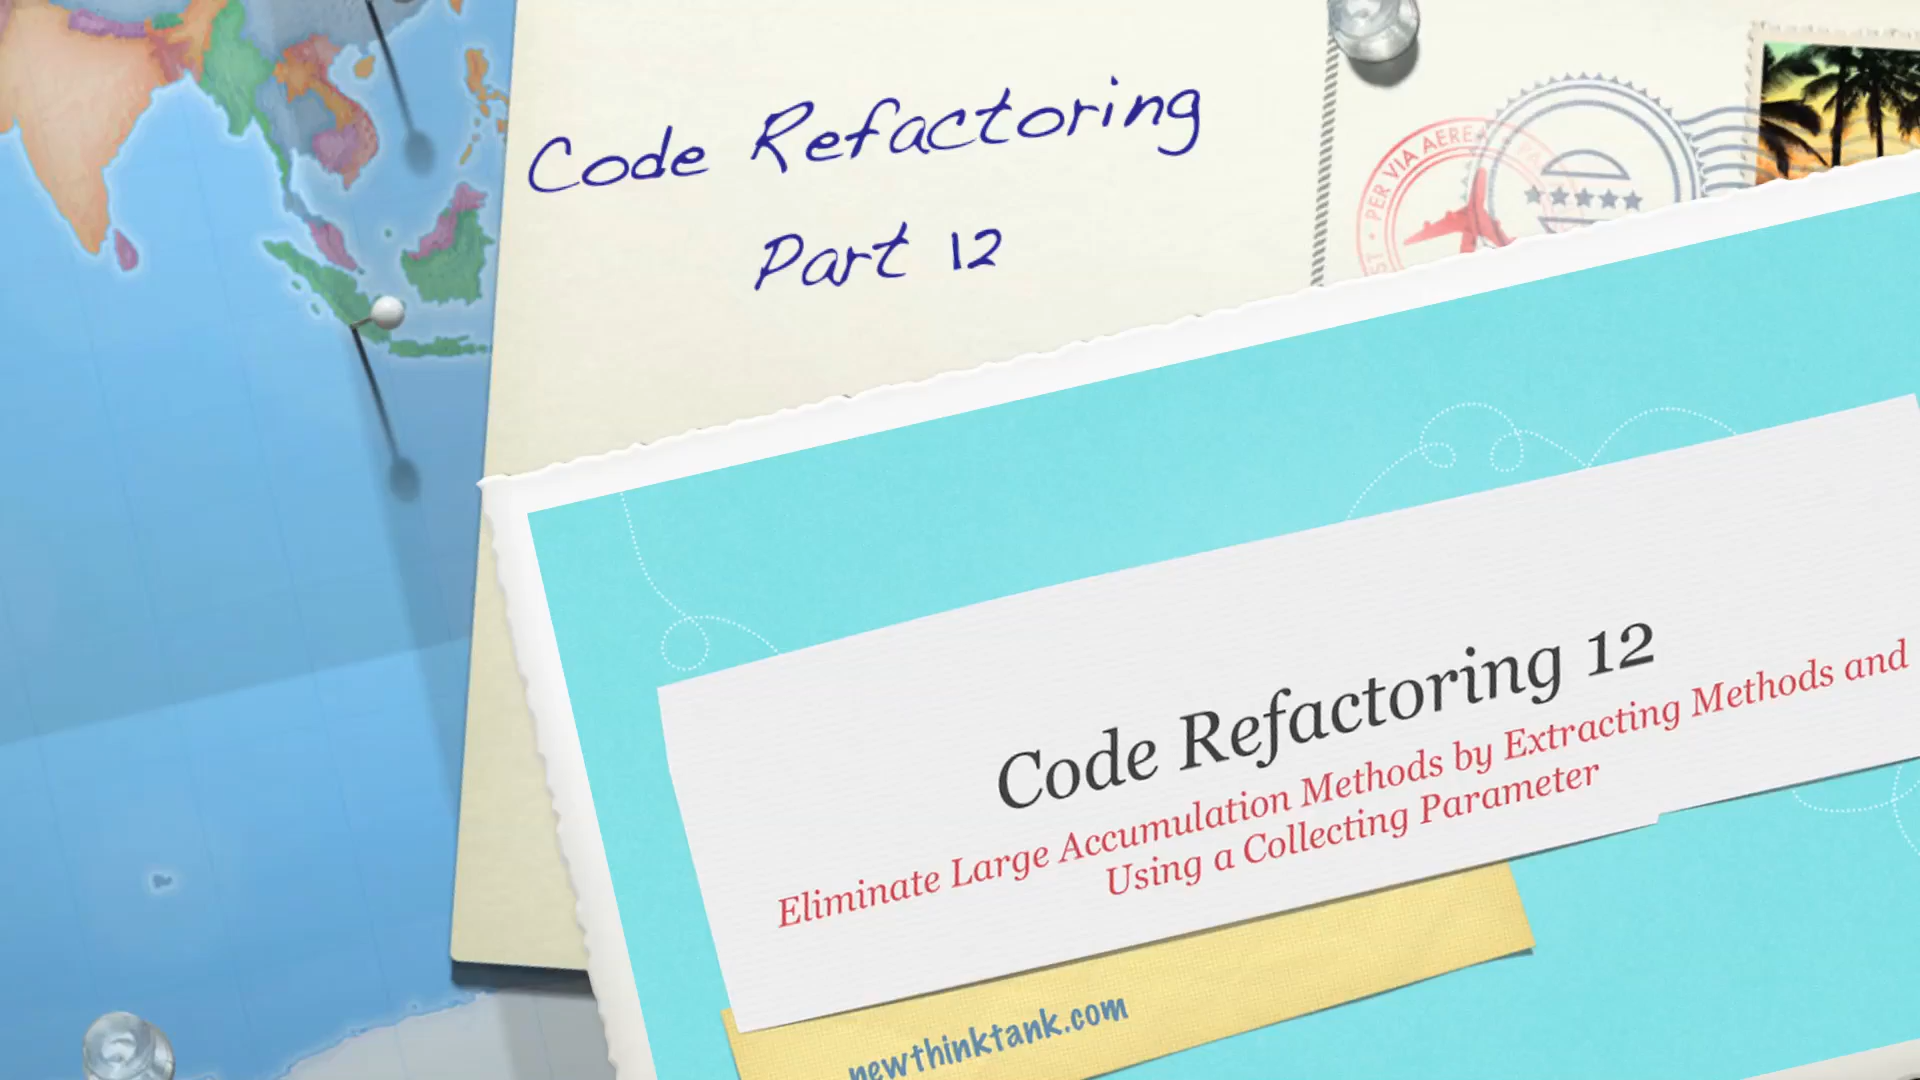 Code Refactoring
Part 12
PER VIA AEREA
Code Refactoring 12
Eliminate Large Accumulation Methods by Extracting Methods and
Using a Collecting Parameter
newthinktank.com